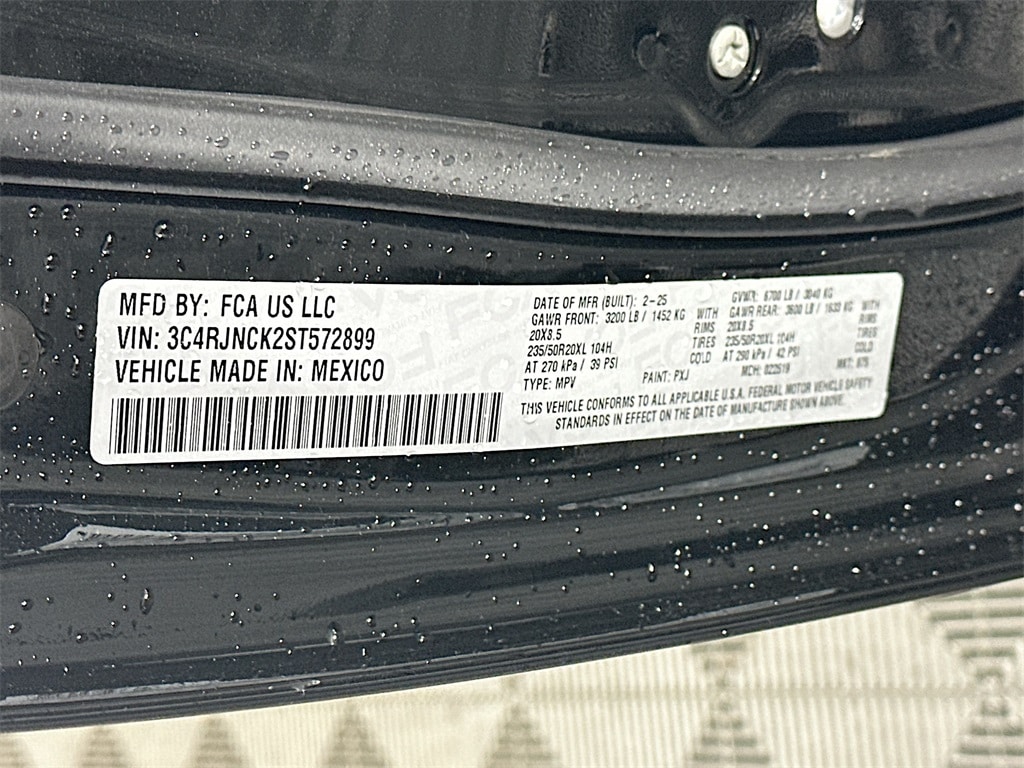 MFD BY: FCA US LLC
VIN: 3C4RJNCK2ST572899
VEHICLE MADE IN: MEXICO
DATE OF MFR (BUILT): 2-25 GVWR: 6700 LB / 3040 KG
GAWR FRONT: 3200 LB / 1452 KG WITH GAWR REAR: 3600 LB / 1633 KG WITH
20X8.5 RIMS 20X8.5 RIMS
235/50R20XL 104H TIRES 235/50R20XL 104H TIRES
AT 270 kPa / 39 PSI COLD AT 290 kPa / 42 PSI COLD
TYPE: MPV PAINT: PXJ MCH: 022519 MKT:
THIS VEHICLE CONFORMS TO ALL APPLICABLE U.S.A. FEDERAL MOTOR VEHICLE SAFETY
STANDARDS IN EFFECT ON THE DATE OF MANUFACTURE SHOWN ABOVE.